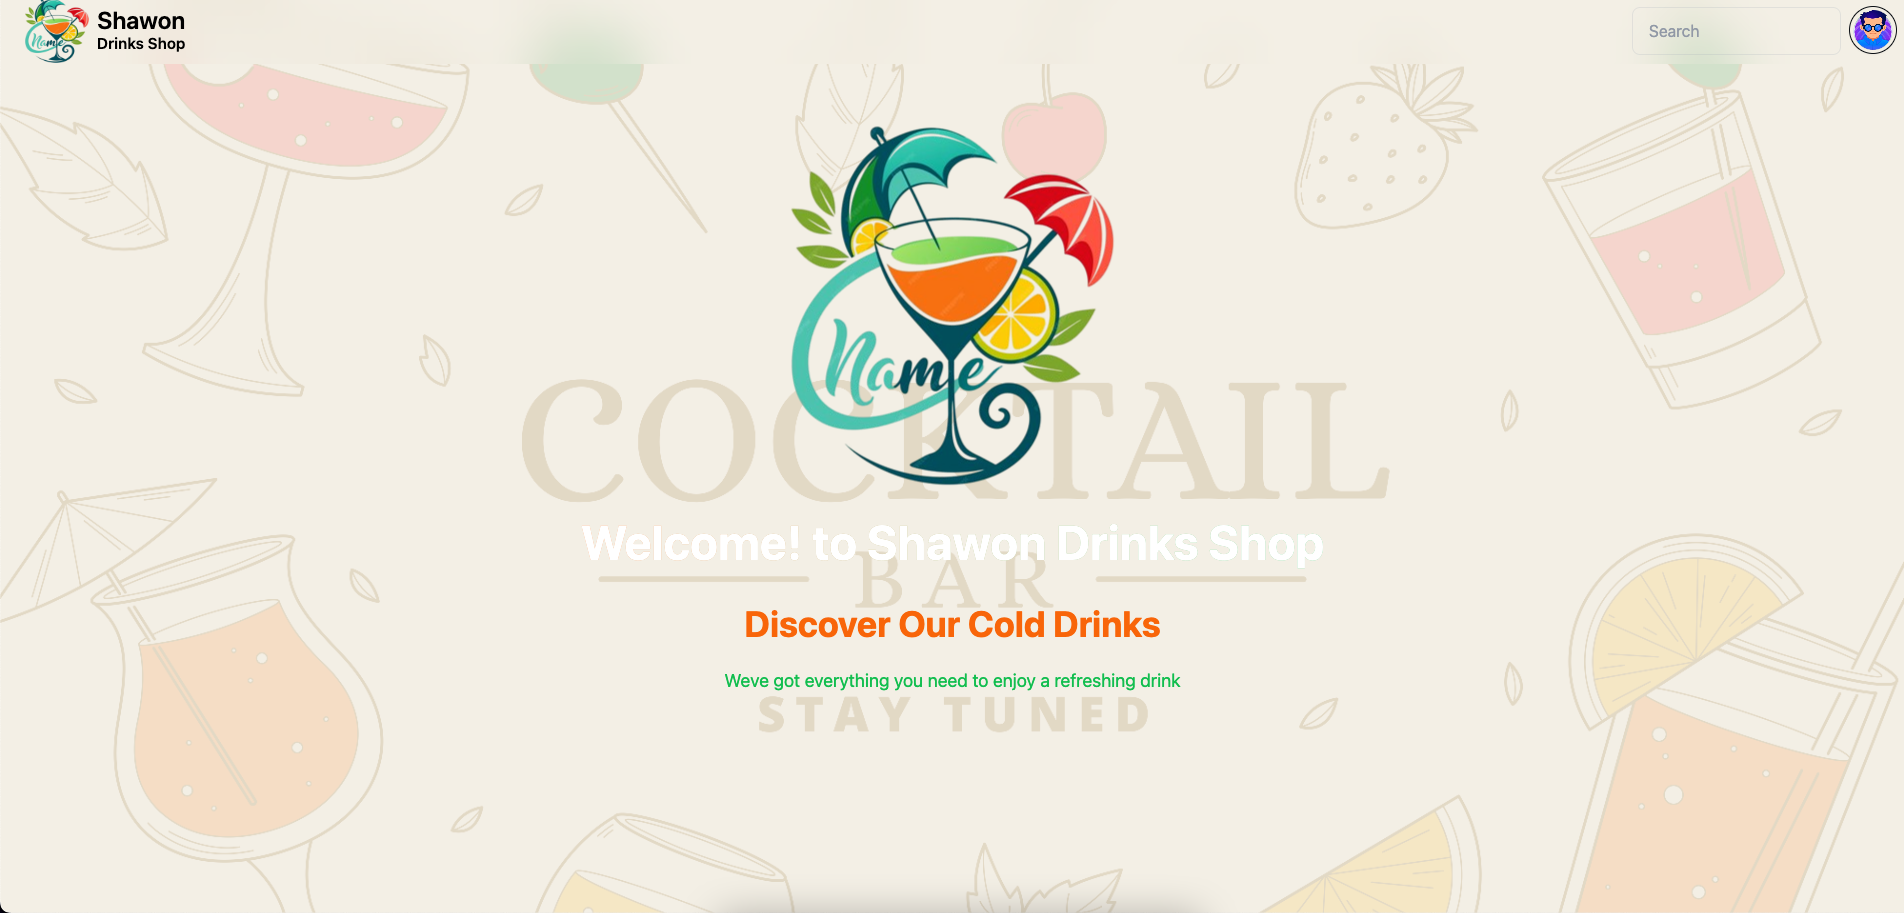 Shawon
Drinks Shop
Search
Name
Name
COCKTAIL
Welcome! to Shawon Drinks Shop
BAR
Discover Our Cold Drinks
Weve got everything you need to enjoy a refreshing drink
STAY TUNED